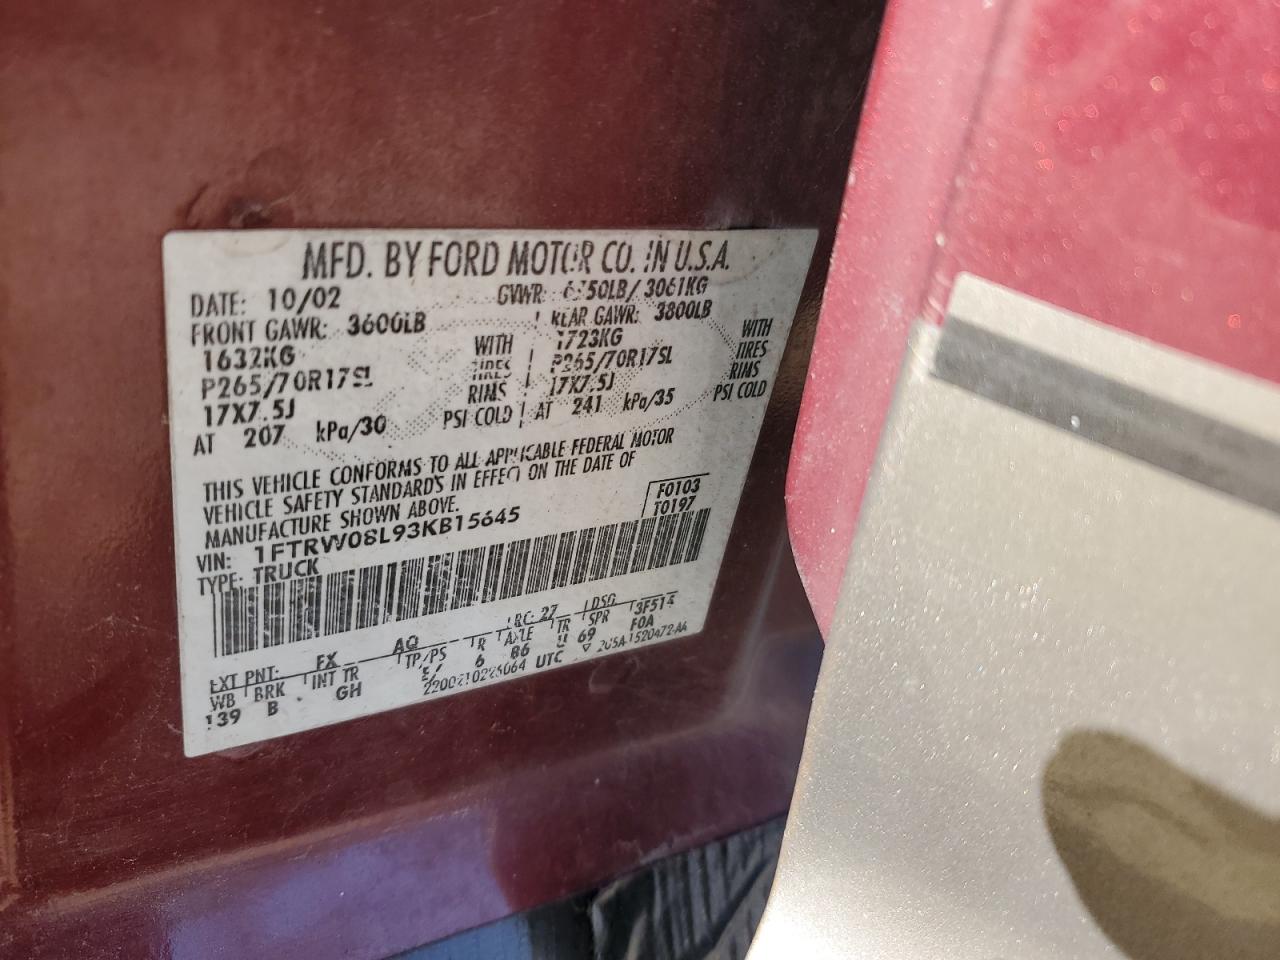 MFD. BY FORD MOTOR CO. IN U.S.A.
DATE: 10/02 GVWR: 6750LB/ 3061KG
FRONT GAWR: 3600LB REAR GAWR: 3800LB
1632KG WITH 1723KG WITH
P265/70R17SL TIRES P265/70R17SL TIRES
17X7.5J RIMS 17X7.5J RIMS
AT 207 kPa/30 PSI COLD AT 241 kPa/35 PSI COLD
THIS VEHICLE CONFORMS TO ALL APPLICABLE FEDERAL MOTOR
VEHICLE SAFETY STANDARDS IN EFFECT ON THE DATE OF
MANUFACTURE SHOWN ABOVE.
F0103
VIN: 1FTRW08L93KB15645 T0197
TYPE: TRUCK
EXT PNT: FX AQ RC: 27 DSG 3F514
WB BRK INT TR TP/PS R AXLE TR SPR F0A
139 B GH E/ 6 B6 U 69
UTC